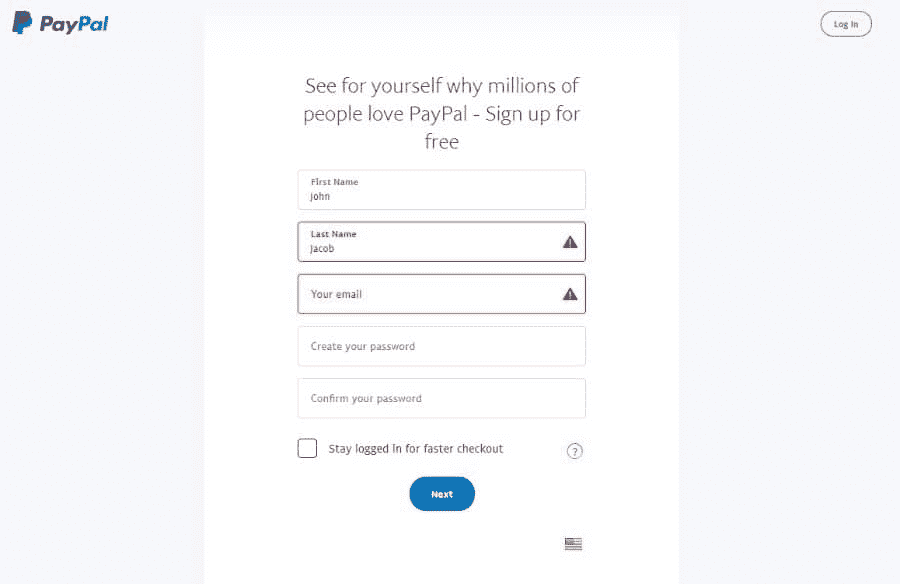 PayPal
Log In
See for yourself why millions of
people love PayPal - Sign up for
free
First Name
John
Last Name
Jacob
Your email
Create your password
Confirm your password
Stay logged in for faster checkout
?
Next